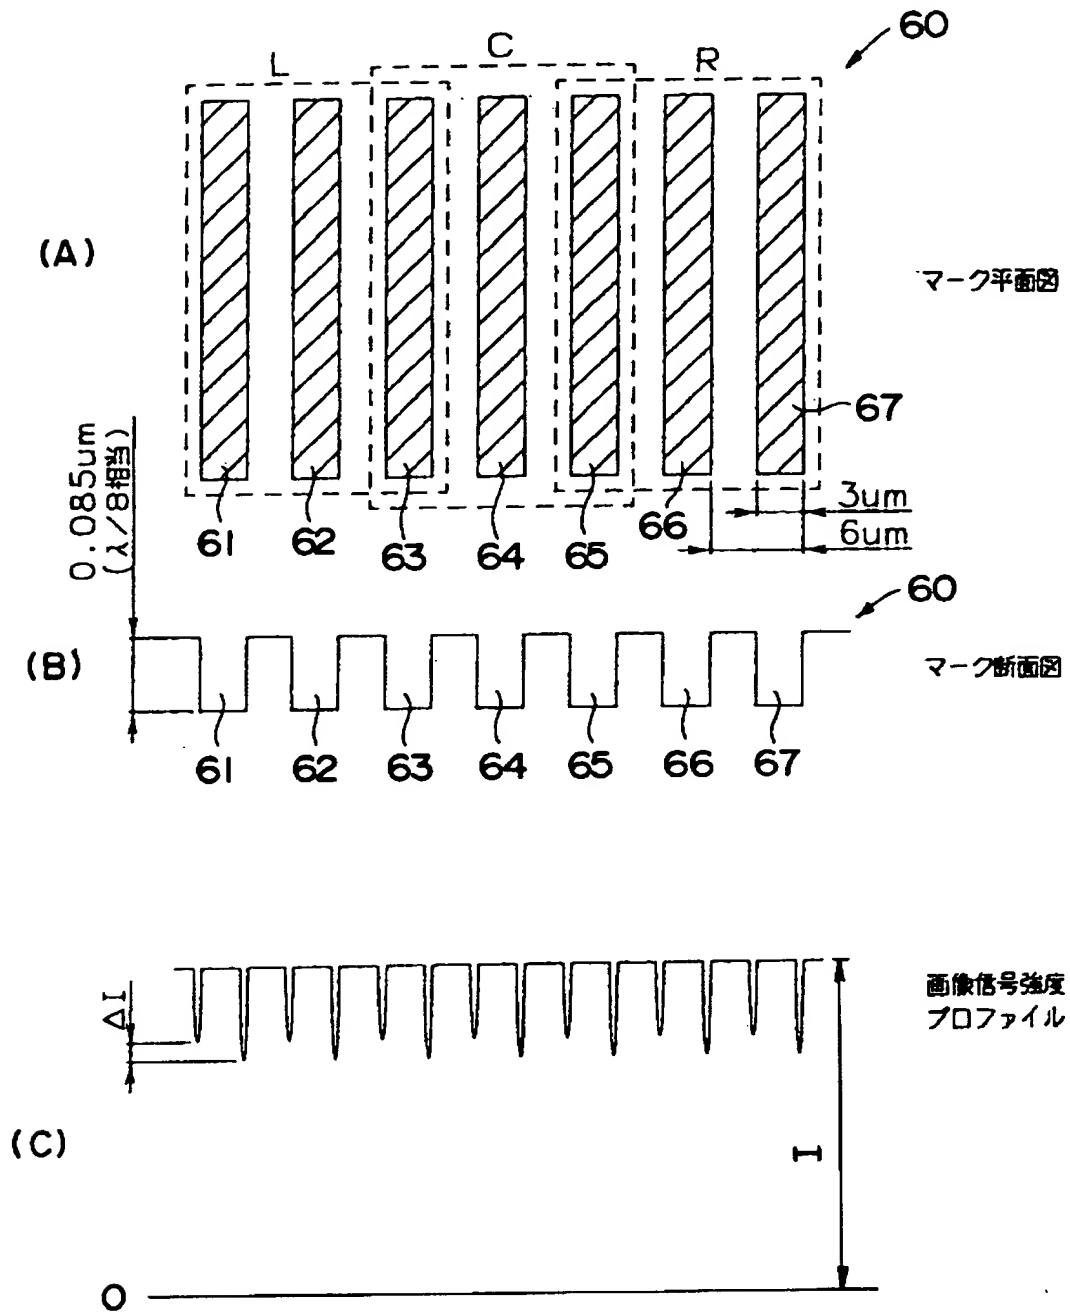 60
L
C
R
(A)
マーク平面図
67
61
62
63
64
65
66
3um
6um
0.085um
(λ/8相当)
60
(B)
マーク断面図
61
62
63
64
65
66
67
画像信号強度
プロファイル
ΔI
(C)
I
0